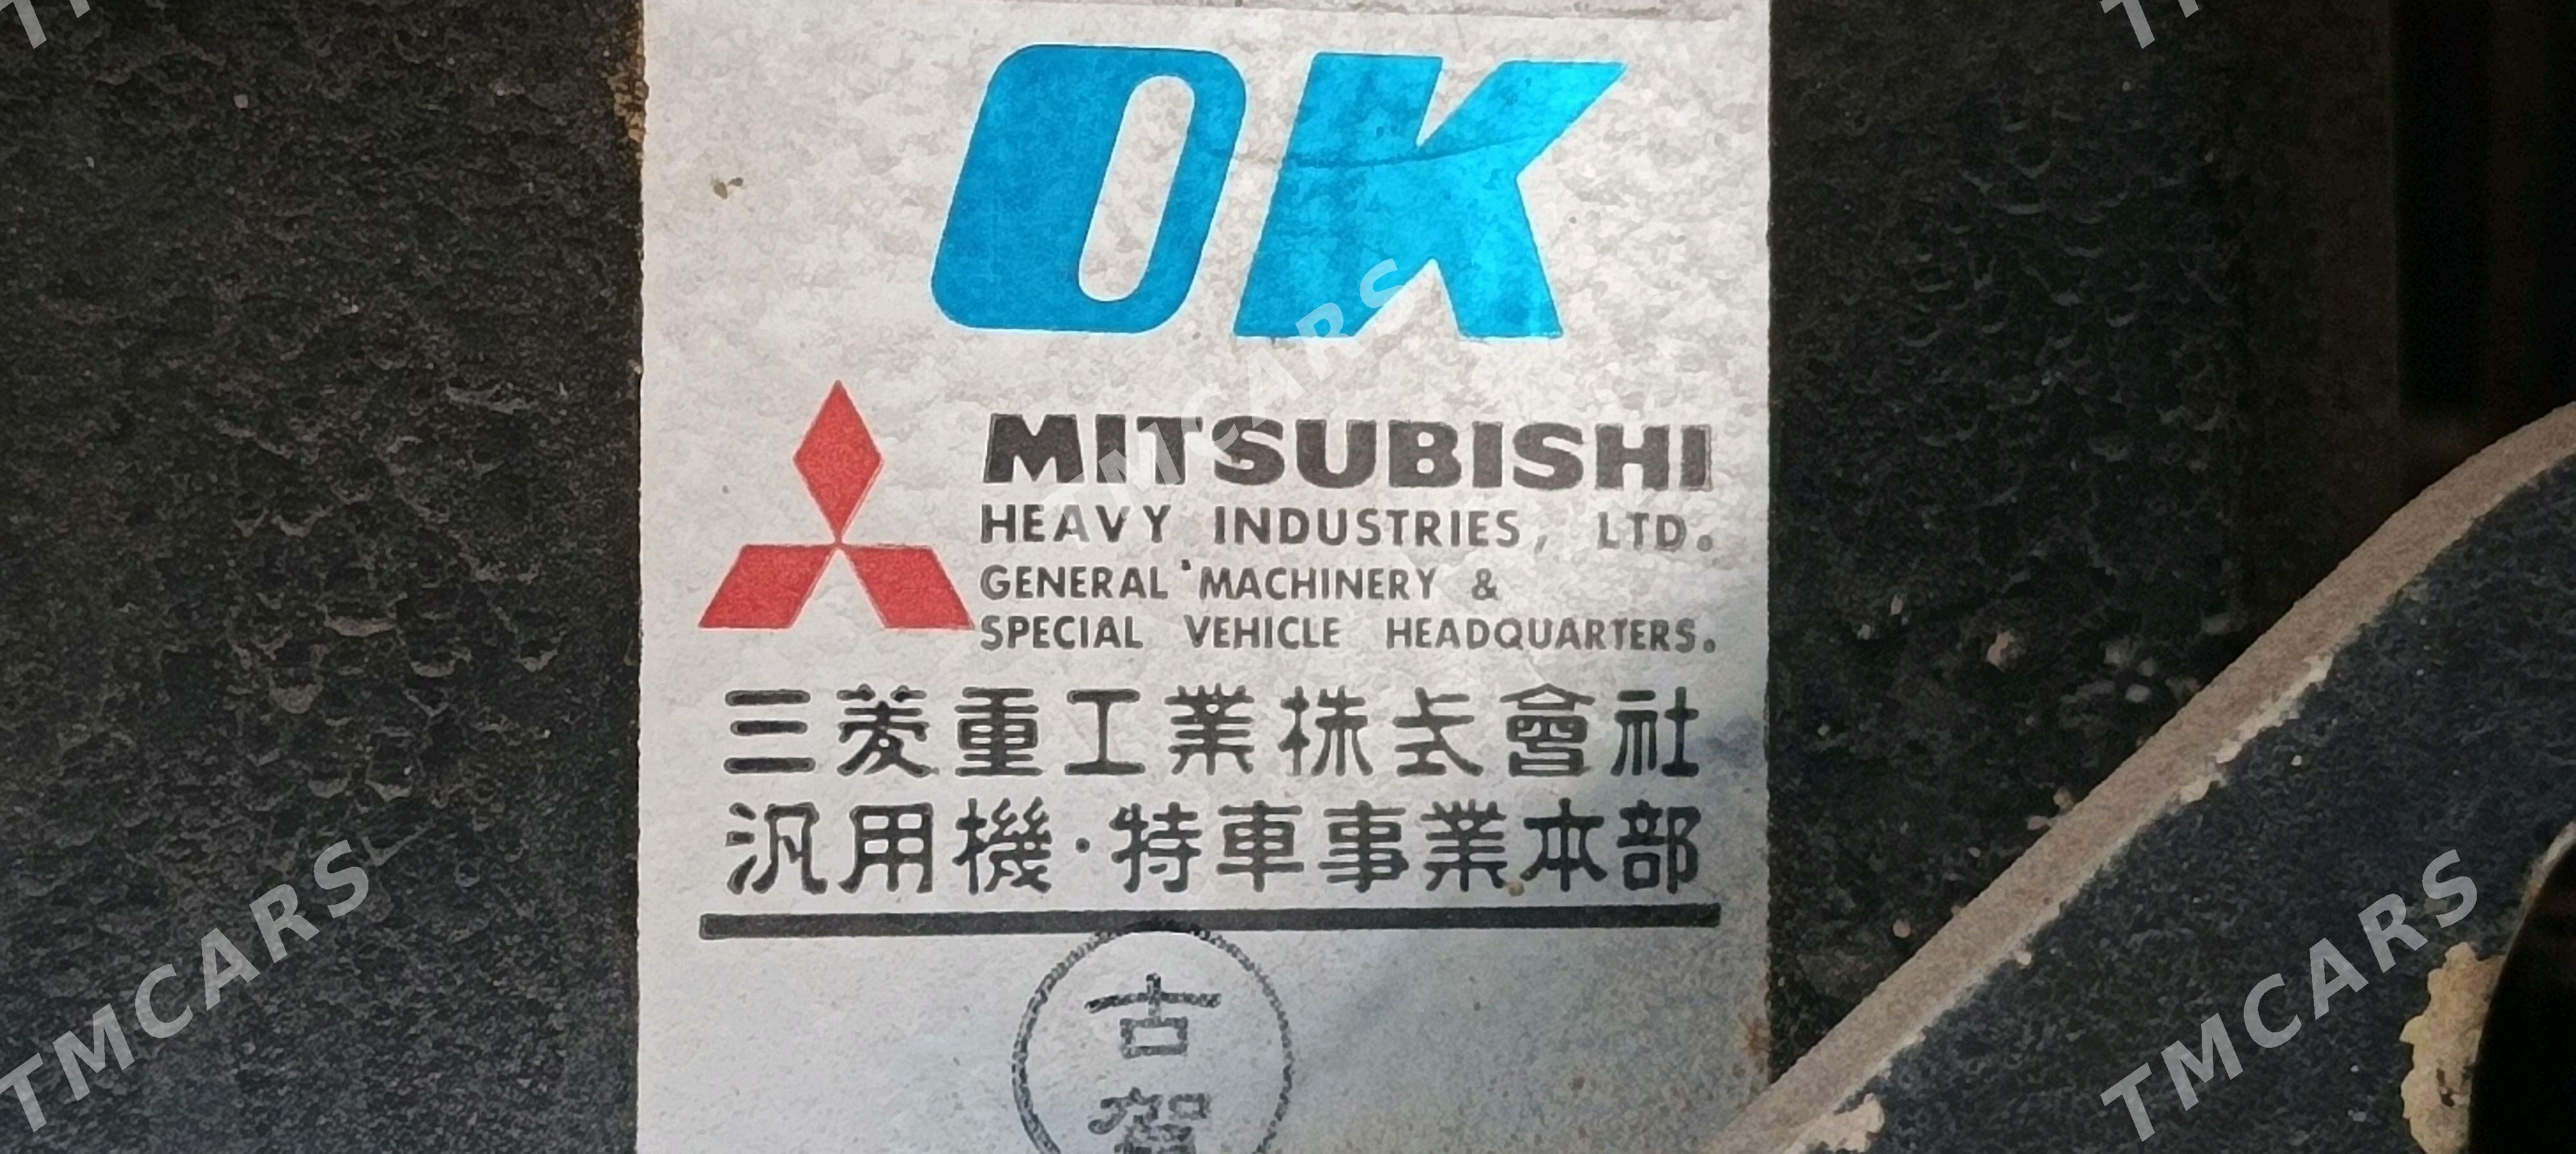 OK
MITSUBISHI
HEAVY INDUSTRIES, LTD.
GENERAL MACHINERY &
SPECIAL VEHICLE HEADQUARTERS.
三菱重工業株式會社
汎用機・特車事業本部
古
賀
TMCARS
TMCARS
TMCARS